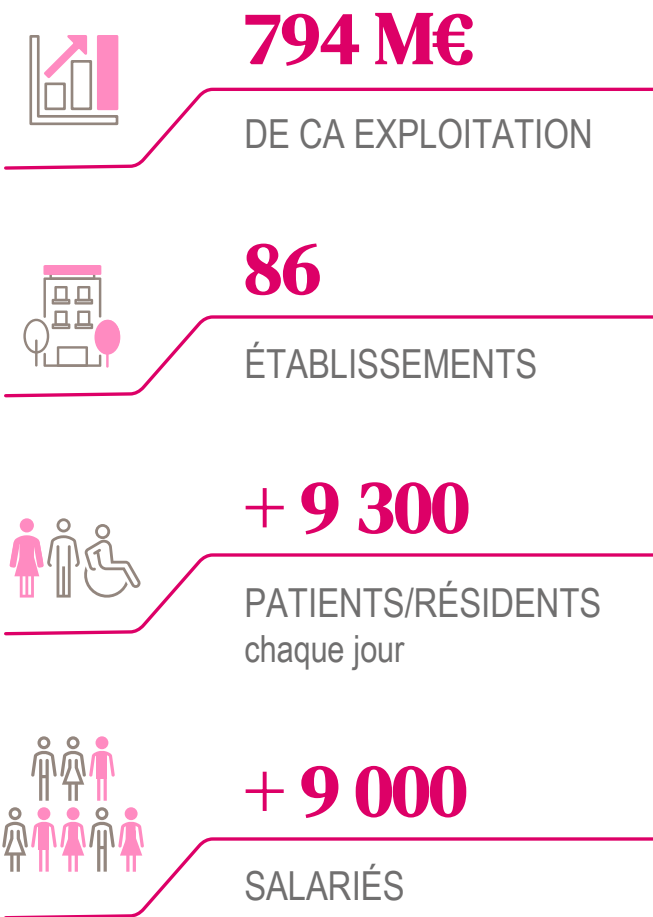 794 M€
DE CA EXPLOITATION
86
ÉTABLISSEMENTS
+ 9 300
PATIENTS/RÉSIDENTS
chaque jour
+ 9 000
SALARIÉS